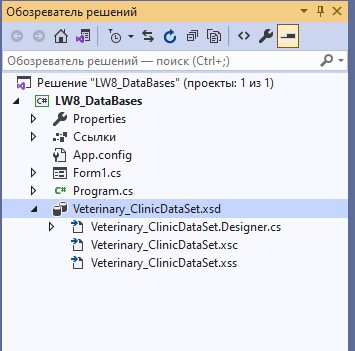 Обозреватель решений
Обозреватель решений — поиск (Ctrl+;)
Решение "LW8_DataBases" (проекты: 1 из 1)
C# LW8_DataBases
Properties
Ссылки
App.config
Form1.cs
C# Program.cs
Veterinary_ClinicDataSet.xsd
Veterinary_ClinicDataSet.Designer.cs
Veterinary_ClinicDataSet.xsc
Veterinary_ClinicDataSet.xss